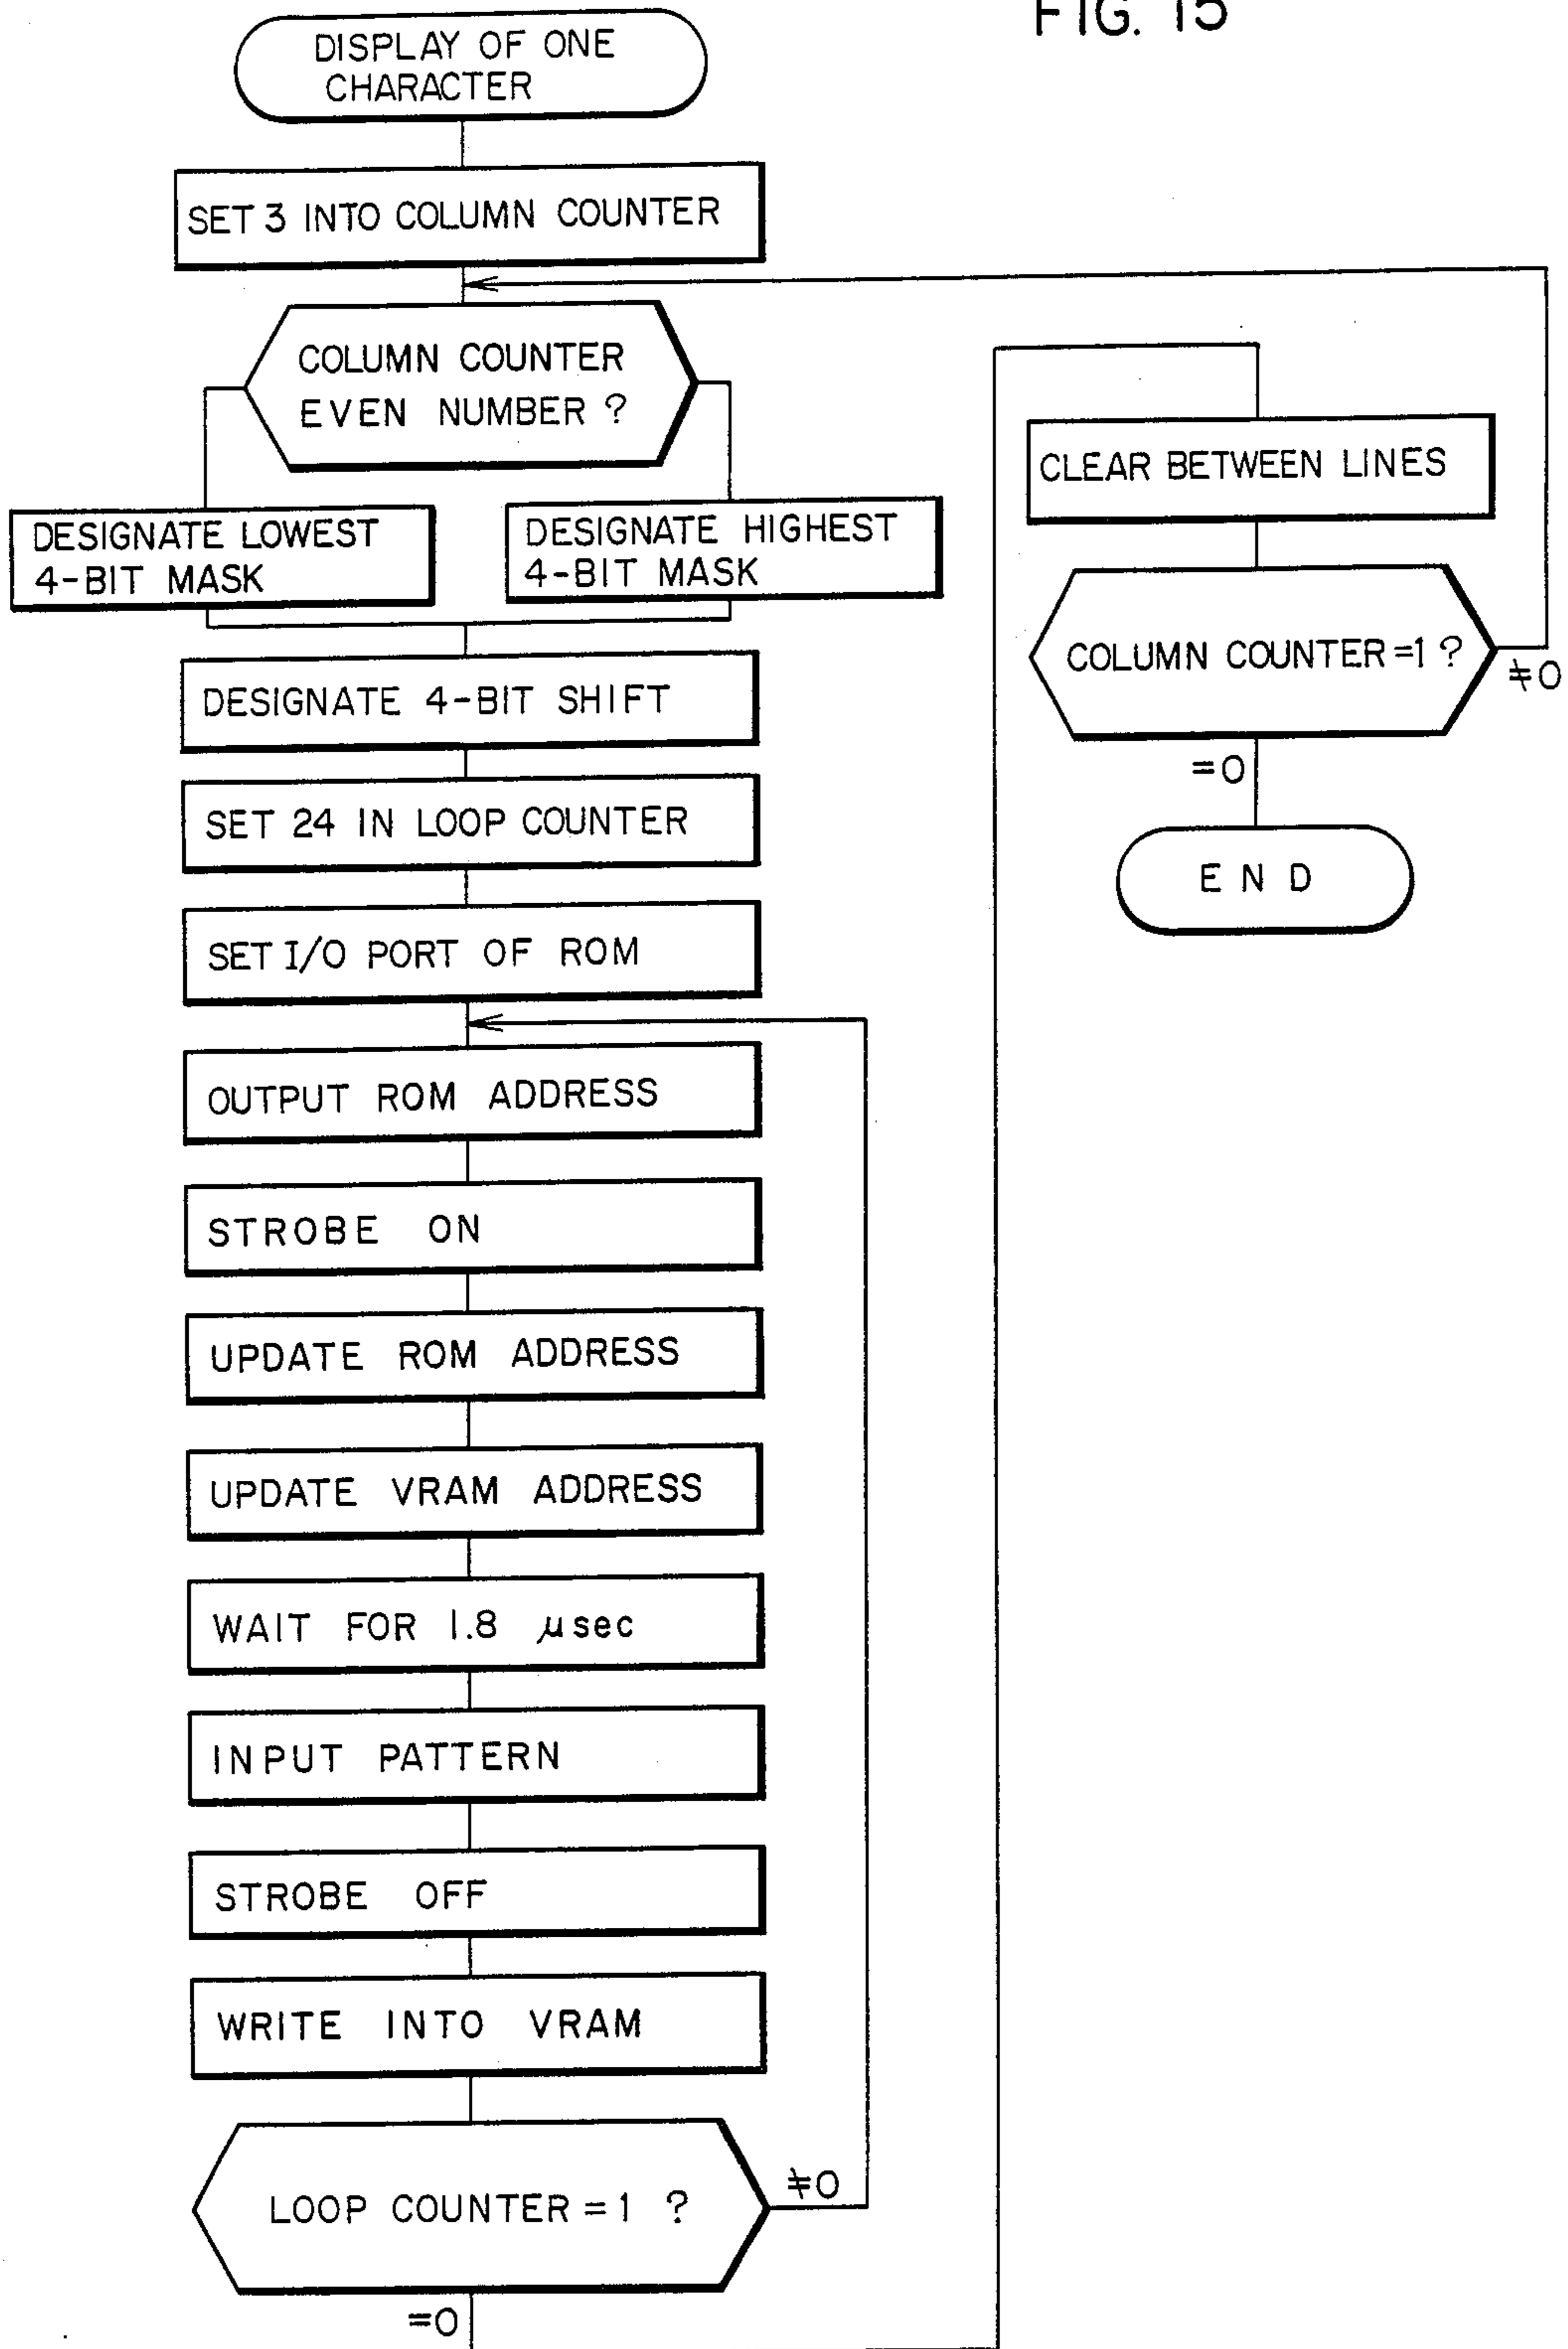 FIG. 15
DISPLAY OF ONE
CHARACTER
SET 3 INTO COLUMN COUNTER
COLUMN COUNTER
EVEN NUMBER ?
DESIGNATE LOWEST
4-BIT MASK
DESIGNATE HIGHEST
4-BIT MASK
DESIGNATE 4-BIT SHIFT
SET 24 IN LOOP COUNTER
SET I/O PORT OF ROM
OUTPUT ROM ADDRESS
STROBE ON
UPDATE ROM ADDRESS
UPDATE VRAM ADDRESS
WAIT FOR 1.8 μsec
INPUT PATTERN
STROBE OFF
WRITE INTO VRAM
LOOP COUNTER = 1 ?
≠0
=0
CLEAR BETWEEN LINES
COLUMN COUNTER =1 ?
≠0
=0
END